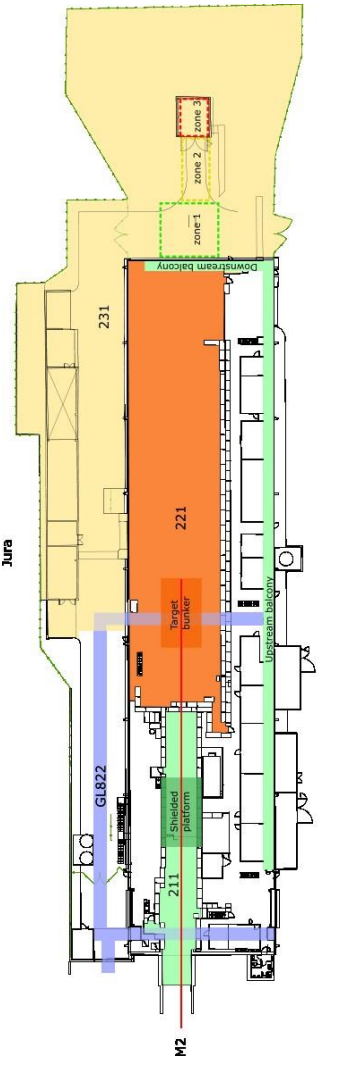 zone 3
zone 2
zone 1
Downstream balcony
231
Jura
221
Target
bunker
Upstream balcony
GL822
Shielded
platform
211
M2